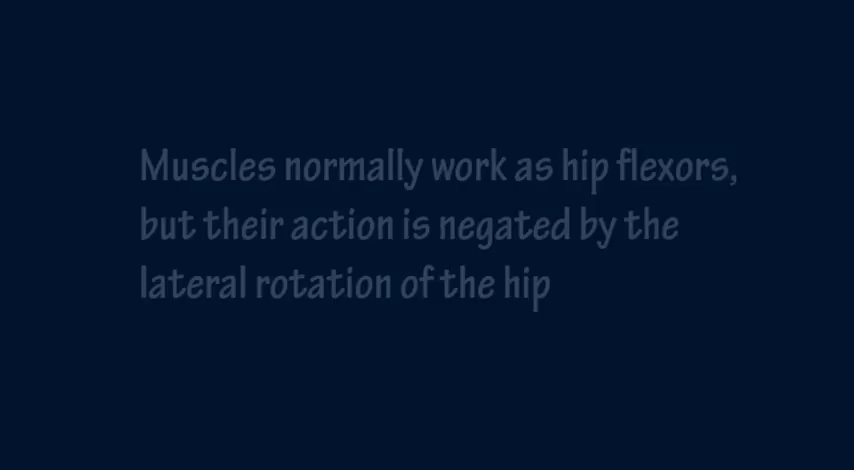 Muscles normally work as hip flexors,
but their action is negated by the
lateral rotation of the hip